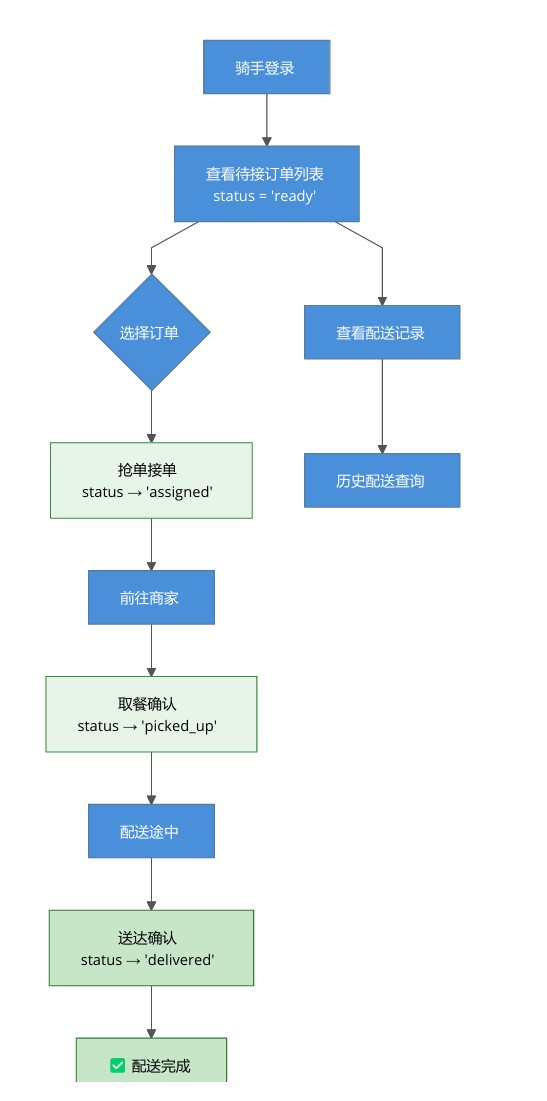 骑手登录
查看待接订单列表
status = 'ready'
选择订单
查看配送记录
抢单接单
status → 'assigned'
历史配送查询
前往商家
取餐确认
status → 'picked_up'
配送途中
送达确认
status → 'delivered'
✅ 配送完成